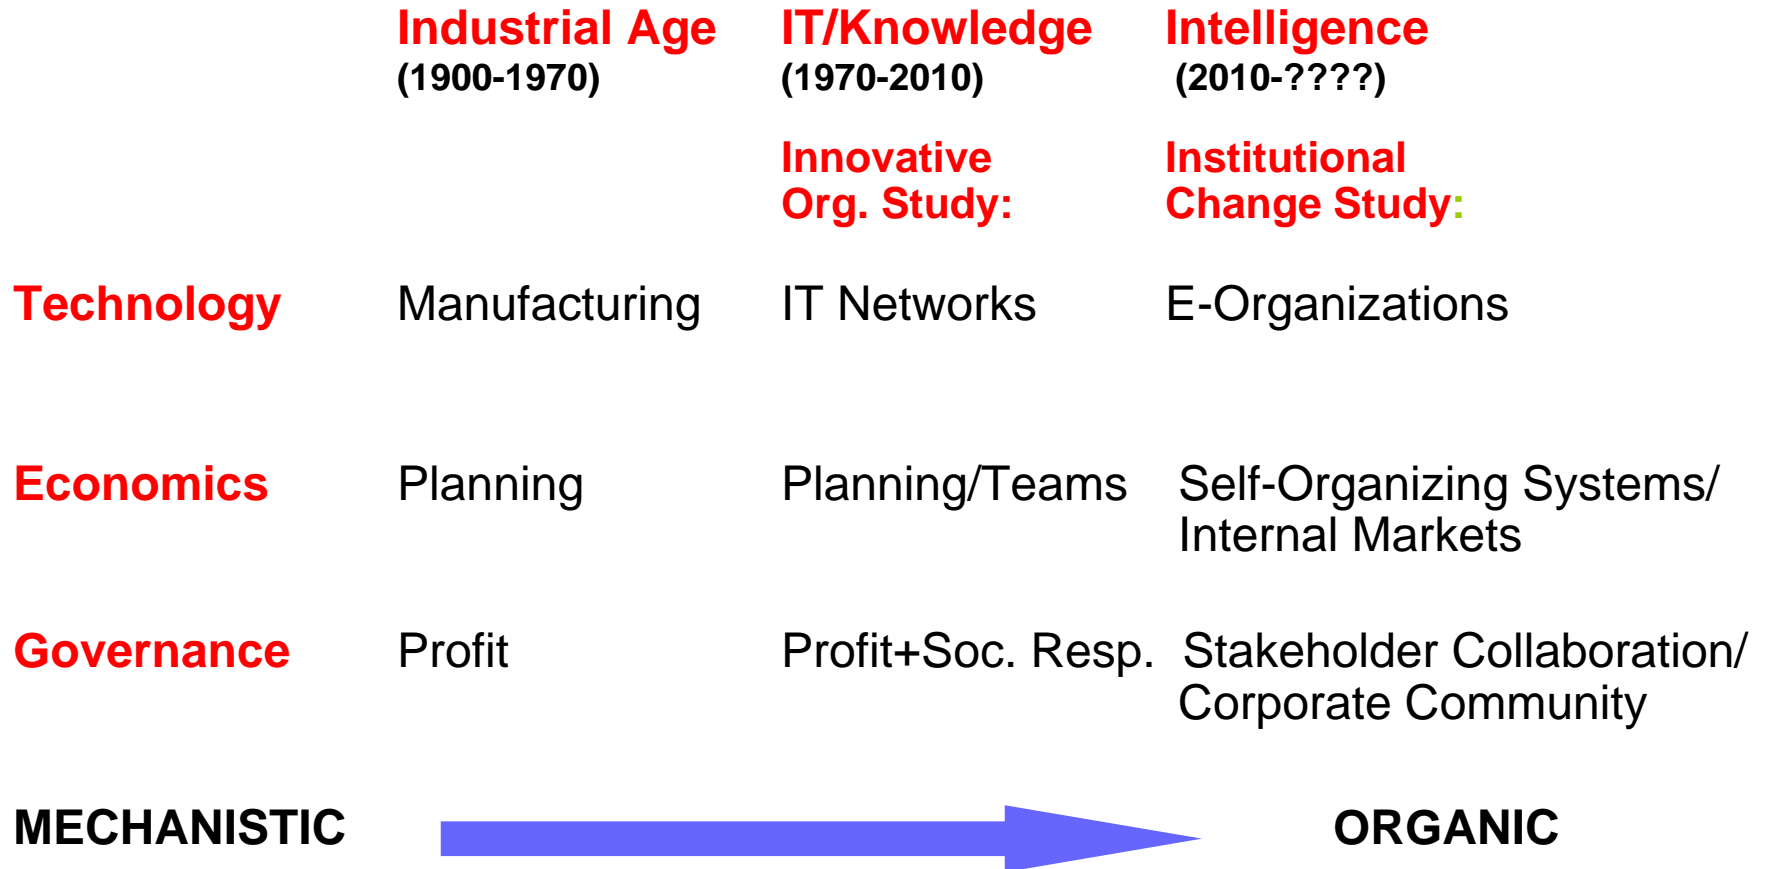 Industrial Age IT/Knowledge Intelligence
(1900-1970) (1970-2010) (2010-????)
Innovative Institutional
Org. Study: Change Study:
Technology Manufacturing IT Networks E-Organizations
Economics Planning Planning/Teams Self-Organizing Systems/
Internal Markets
Governance Profit Profit+Soc. Resp. Stakeholder Collaboration/
Corporate Community
MECHANISTIC ORGANIC